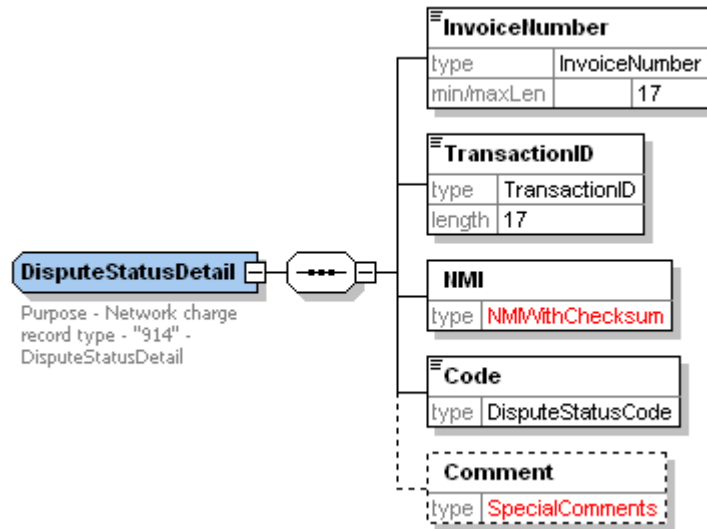 InvoiceNumber
type InvoiceNumber
min/maxLen 17
TransactionID
type TransactionID
length 17
DisputeStatusDetail
Purpose - Network charge
record type - "914" -
DisputeStatusDetail
NMI
type NMIWithChecksum
Code
type DisputeStatusCode
Comment
type SpecialComments